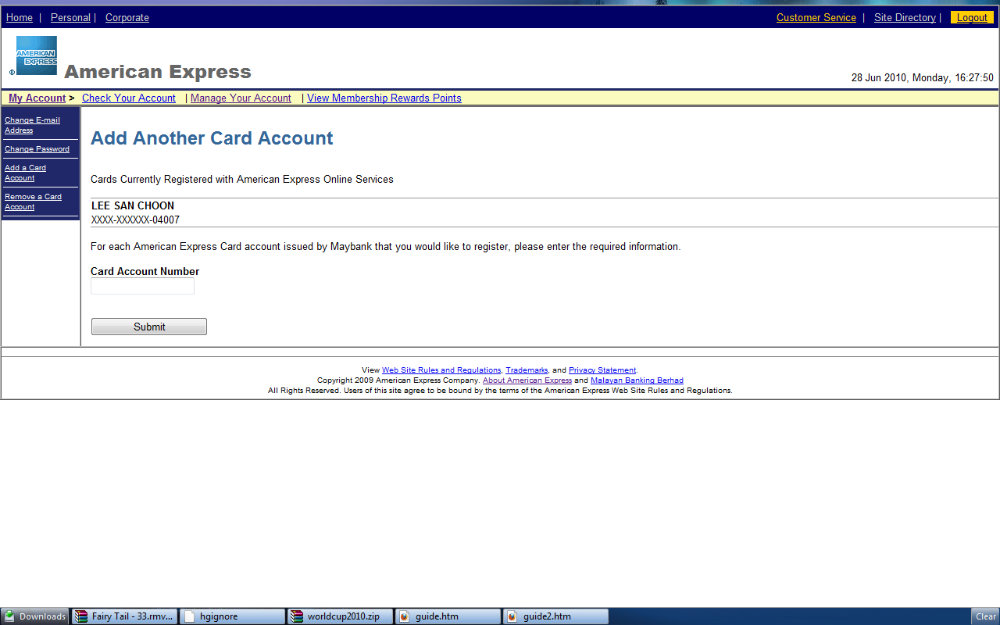 Home | Personal | Corporate
Customer Service | Site Directory | Logout
AMERICAN
EXPRESS
® American Express
28 Jun 2010, Monday, 16:27:50
My Account > Check Your Account | Manage Your Account | View Membership Rewards Points
Change E-mail
Address
Change Password
Add a Card
Account
Remove a Card
Account
Add Another Card Account
Cards Currently Registered with American Express Online Services
LEE SAN CHOON
XXXX-XXXXXX-04007
For each American Express Card account issued by Maybank that you would like to register, please enter the required information.
Card Account Number
Submit
View Web Site Rules and Regulations, Trademarks, and Privacy Statement.
Copyright 2009 American Express Company. About American Express and Malayan Banking Berhad
All Rights Reserved. Users of this site agree to be bound by the terms of the American Express Web Site Rules and Regulations.
Downloads
Fairy Tail - 33.rmv...
hgignore
worldcup2010.zip
guide.htm
guide2.htm
Clear